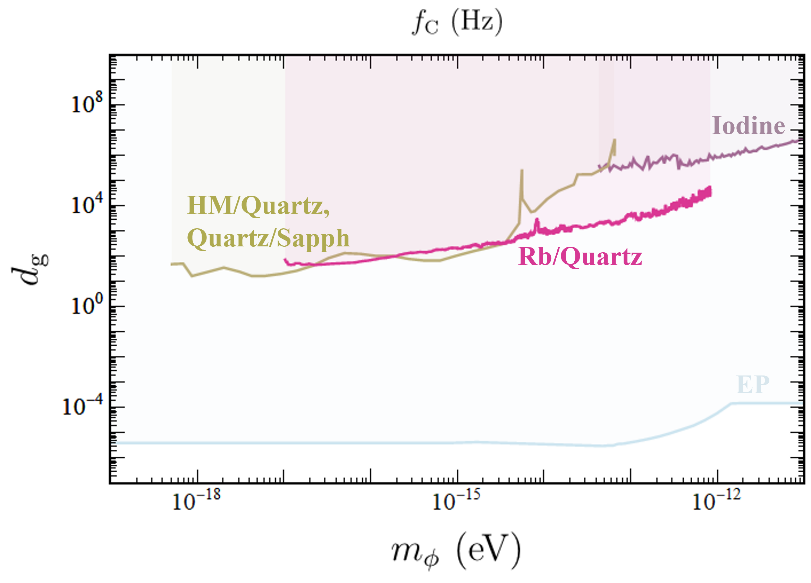 f_C (Hz)
10^8
Iodine
10^4
HM/Quartz,
Quartz/Sapph
Rb/Quartz
d_g
10^0
EP
10^-4
10^-18
10^-15
10^-12
m_ϕ (eV)